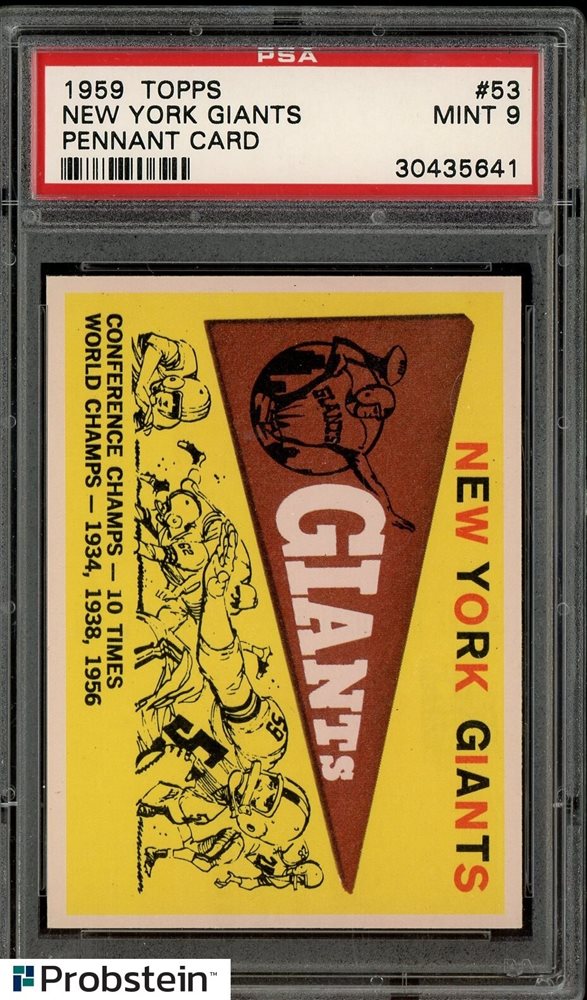 PSA
1959 TOPPS #53
NEW YORK GIANTS MINT 9
PENNANT CARD
30435641
NEW YORK GIANTS
GIANTS
GIANTS
CONFERENCE CHAMPS — 10 TIMES
WORLD CHAMPS — 1934, 1938, 1956
Probstein™